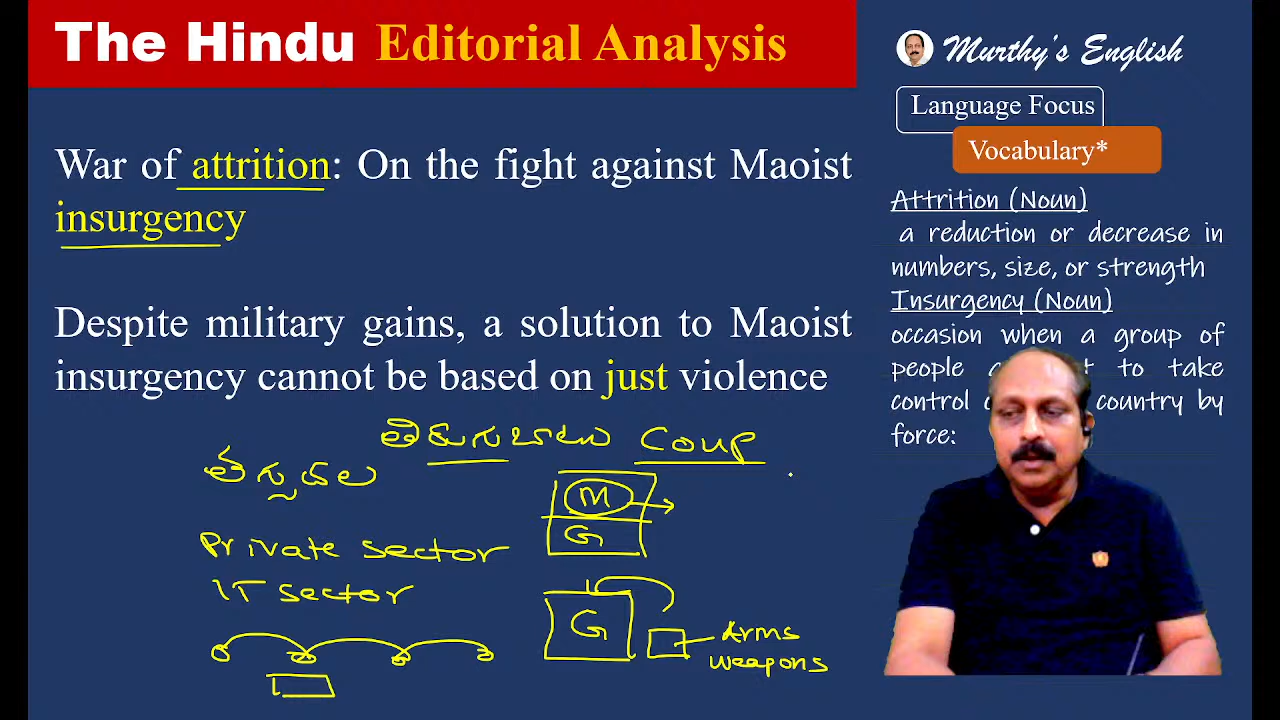 The Hindu Editorial Analysis
War of attrition: On the fight against Maoist
insurgency
Despite military gains, a solution to Maoist
insurgency cannot be based on just violence
తిరుగుబాటు Coup
తగ్గుదల
M
G
Private sector
IT sector
G
Arms
weapons
Murthy's English
Language Focus
Vocabulary*
Attrition (Noun)
a reduction or decrease in
numbers, size, or strength
Insurgency (Noun)
occasion when a group of
people to take
control country by
force: